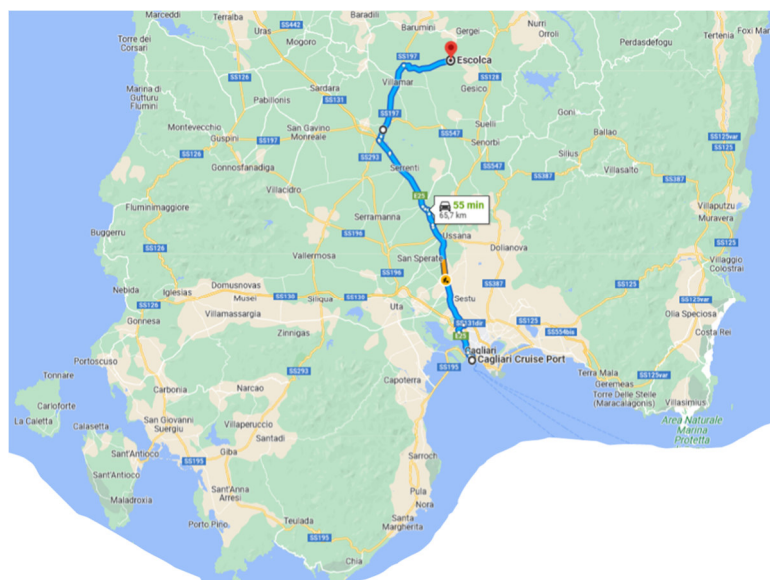 Marceddi
Baradili
Barumini
Gergei
Nurri
Tertenia
Terralba
Uras
SS442
Orroli
Perdasdefogu
Foxi
Torre dei
Corsari
Mogoro
SS126
SS197
Escolca
Villamar
SS128
Sardara
SS131
Gesico
Marina di
Gutturu
Flumini
Pabillonis
SS197
Suelli
Goni
SS125var
SS125
Montevecchio
San Gavino
Monreale
Guspini
SS197
SS547
Senorbì
Ballao
Silius
SS387
SS126
Gonnosfanadiga
SS293
Serrenti
SS547
SS387
Villasalto
Villacidro
E25
55 min
65,7 km
Fluminimaggiore
Serramanna
Villaputzu
Muravera
Buggerru
SS126
SS196
Ussana
Dolianova
SS125
Vallermosa
San Sperate
Villaggio
Colostrai
Nebida
Domusnovas
SS196
SS387
SS125
Iglesias
Musei
SS130
Siliqua
SS130
Sestu
SS125var
SS126
Gonnesa
Villamassargia
Uta
SS131dir
SS125
Olia Speciosa
Zinnigas
E25
SS554bis
Costa Rei
Portoscuso
Cagliari
Cagliari Cruise Port
SS195
SS293
Tonnare
Carbonia
Narcao
Capoterra
Terra Mala
SS125var
Geremeas
Carloforte
Torre Delle Stelle
(Maracalagonis)
Villasimius
La Caletta
Calasetta
San Giovanni
Suergiu
Villaperuccio
Santadi
Area Naturale
Marina
Protetta
Sant'Antioco
SS195
Giba
Sarroch
Sant'Antioco
Sant'Anna
Arresi
Pula
Maladroxia
Nora
Porto Pino
Teulada
Santa
Margherita
SS195
Chia